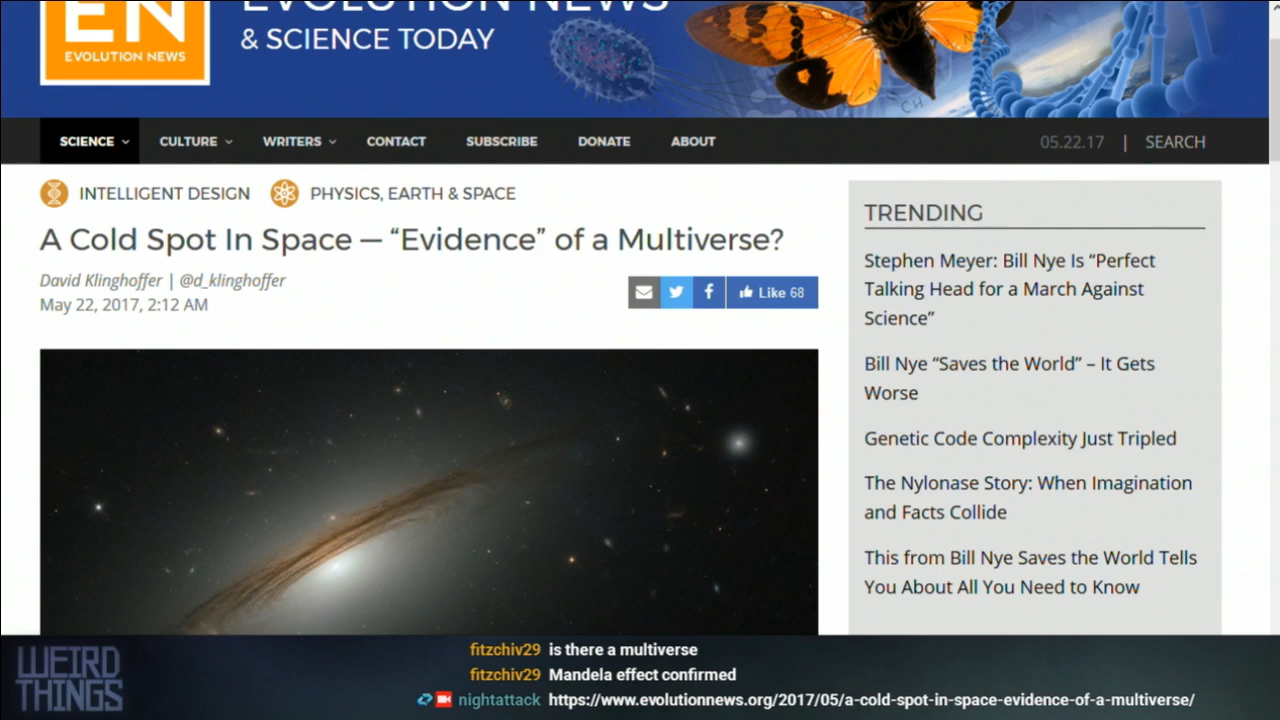 EVOLUTION NEWS
& SCIENCE TODAY
EN
EVOLUTION NEWS
CH
SCIENCE CULTURE WRITERS CONTACT SUBSCRIBE DONATE ABOUT 05.22.17 | SEARCH
INTELLIGENT DESIGN PHYSICS, EARTH & SPACE
A Cold Spot In Space — “Evidence” of a Multiverse?
David Klinghoffer | @d_klinghoffer
May 22, 2017, 2:12 AM
Like 68
TRENDING
Stephen Meyer: Bill Nye Is “Perfect
Talking Head for a March Against
Science”
Bill Nye “Saves the World” – It Gets
Worse
Genetic Code Complexity Just Tripled
The Nylonase Story: When Imagination
and Facts Collide
This from Bill Nye Saves the World Tells
You About All You Need to Know
WEIRD
THINGS
fitzchiv29 is there a multiverse
fitzchiv29 Mandela effect confirmed
nightattack https://www.evolutionnews.org/2017/05/a-cold-spot-in-space-evidence-of-a-multiverse/